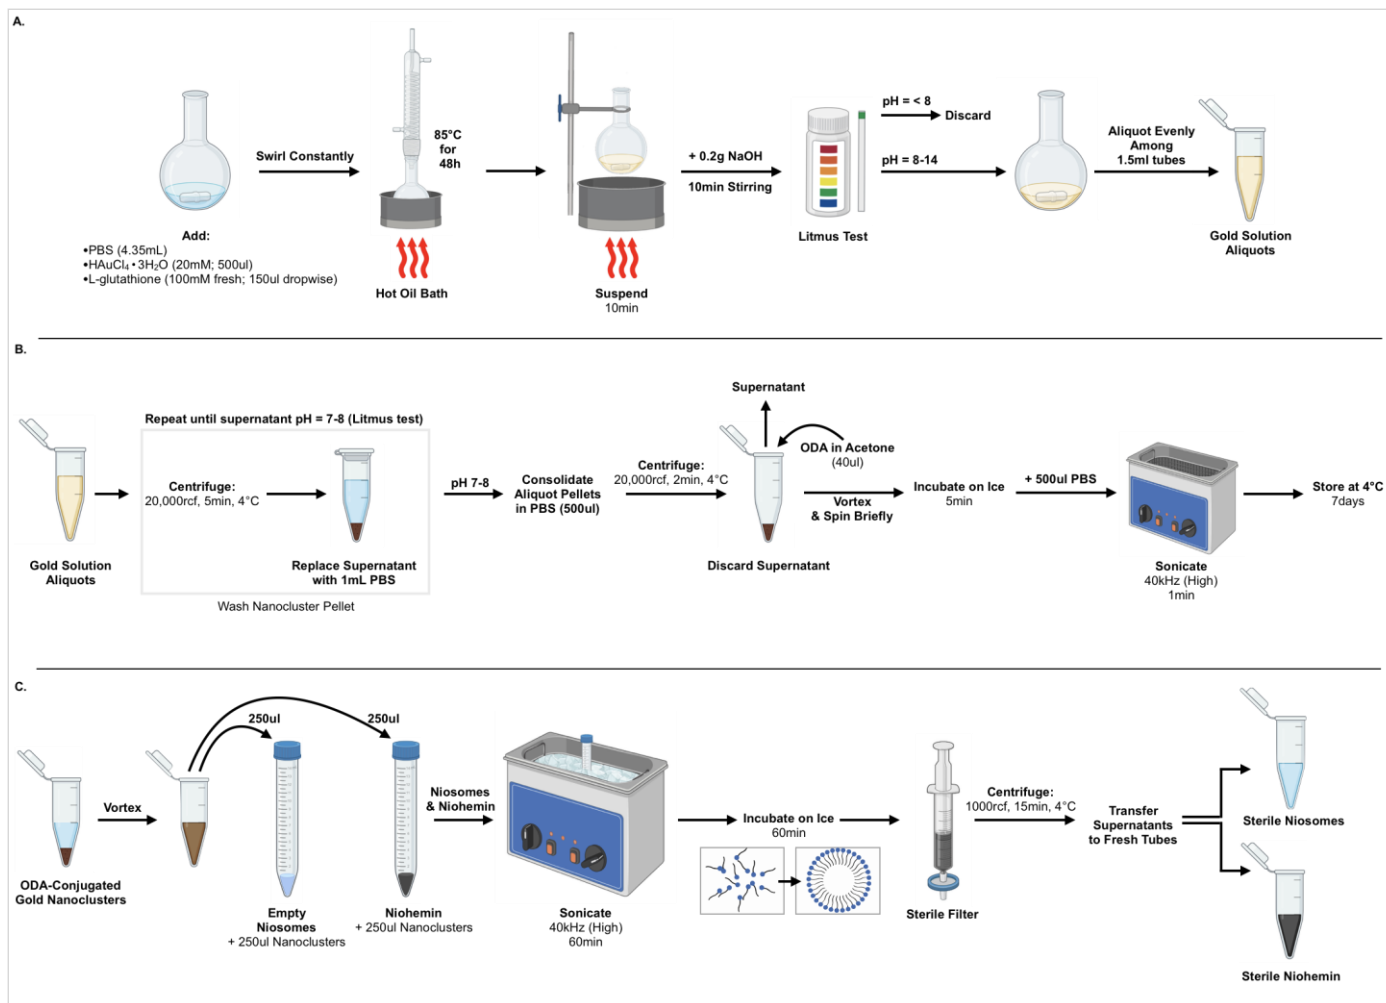 A.
Swirl Constantly
85°C
for
48h
+ 0.2g NaOH
10min Stirring
pH = < 8
Discard
pH = 8-14
Aliquot Evenly
Among
1.5ml tubes
Add:
•PBS (4.35mL)
•HAuCl₄ • 3H₂O (20mM; 500ul)
•L-glutathione (100mM fresh; 150ul dropwise)
Hot Oil Bath
Suspend
10min
Litmus Test
Gold Solution
Aliquots
B.
Repeat until supernatant pH = 7-8 (Litmus test)
Centrifuge:
20,000rcf, 5min, 4°C
Gold Solution
Aliquots
Replace Supernatant
with 1mL PBS
Wash Nanocluster Pellet
pH 7-8
Consolidate
Aliquot Pellets
in PBS (500ul)
Centrifuge:
20,000rcf, 2min, 4°C
Supernatant
ODA in Acetone
(40ul)
Vortex
& Spin Briefly
Discard Supernatant
Incubate on Ice
5min
+ 500ul PBS
Sonicate
40kHz (High)
1min
Store at 4°C
7days
C.
ODA-Conjugated
Gold Nanoclusters
Vortex
250ul
250ul
Empty
Niosomes
+ 250ul Nanoclusters
Niohemin
+ 250ul Nanoclusters
Niosomes
& Niohemin
Sonicate
40kHz (High)
60min
Incubate on Ice
60min
Sterile Filter
Centrifuge:
1000rcf, 15min, 4°C
Transfer
Supernatants
to Fresh Tubes
Sterile Niosomes
Sterile Niohemin